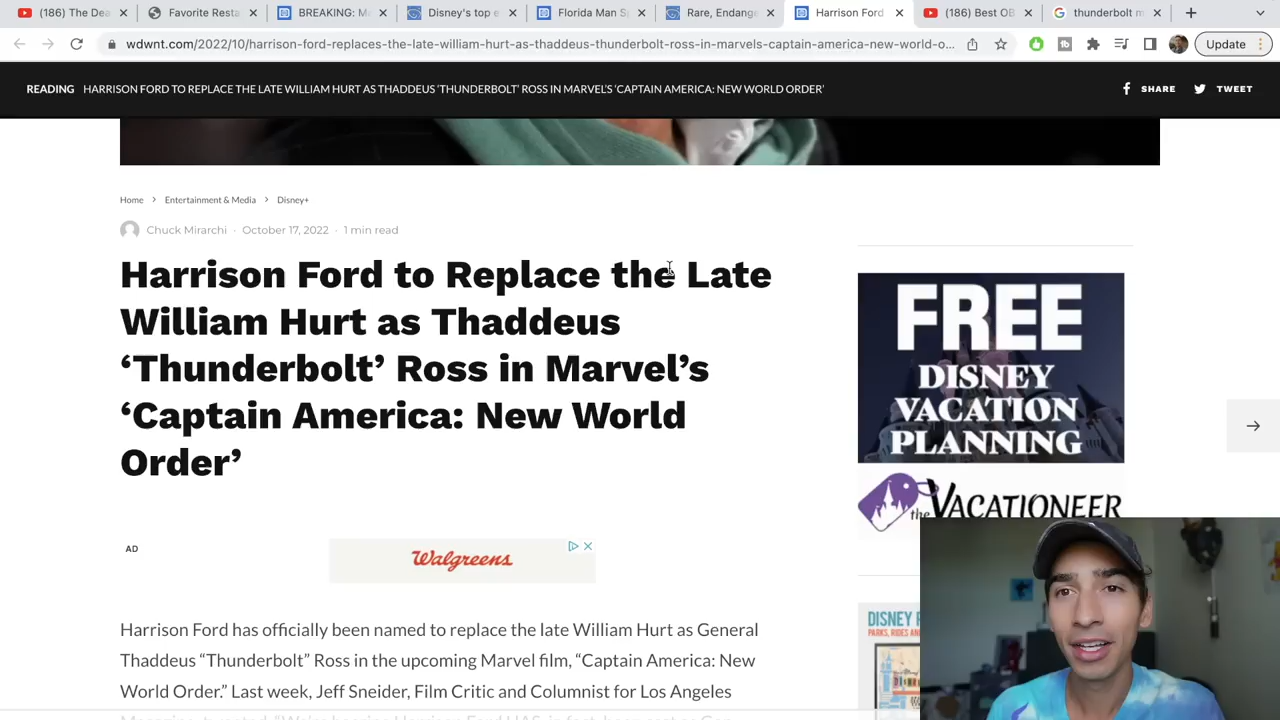 (186) The Dea
Favorite Resta
BREAKING: M
Disney's top e
Florida Man S
Rare, Endange
Harrison Ford
(186) Best OB
thunderbolt m
wdwnt.com/2022/10/harrison-ford-replaces-the-late-william-hurt-as-thaddeus-thunderbolt-ross-in-marvels-captain-america-new-world-o...
Update
READING HARRISON FORD TO REPLACE THE LATE WILLIAM HURT AS THADDEUS 'THUNDERBOLT' ROSS IN MARVEL'S 'CAPTAIN AMERICA: NEW WORLD ORDER'
SHARE
TWEET
Home > Entertainment & Media > Disney+
Chuck Mirarchi · October 17, 2022 · 1 min read
Harrison Ford to Replace the Late
William Hurt as Thaddeus
‘Thunderbolt’ Ross in Marvel’s
‘Captain America: New World
Order’
FREE
DISNEY
VACATION
PLANNING
the VACATIONEER
AD
Walgreens
Harrison Ford has officially been named to replace the late William Hurt as General
Thaddeus “Thunderbolt” Ross in the upcoming Marvel film, “Captain America: New
World Order.” Last week, Jeff Sneider, Film Critic and Columnist for Los Angeles
DISNEY
PARKS, RIDES